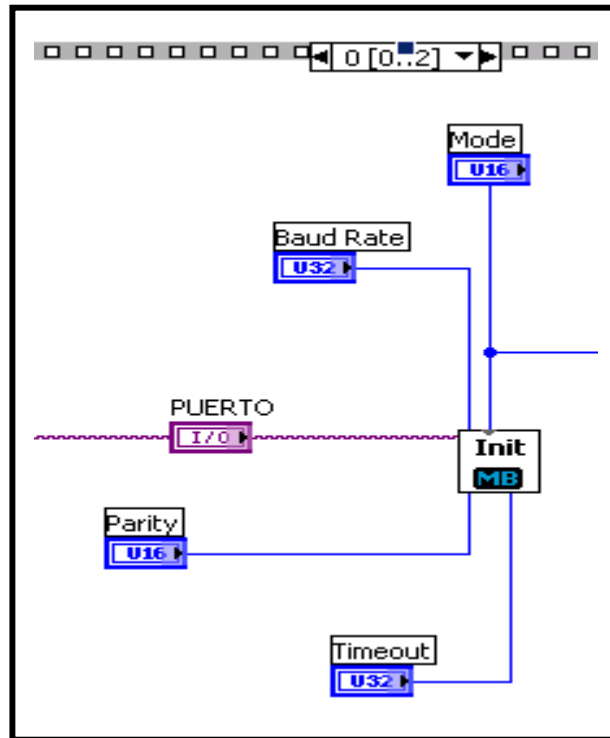 0 [0..2]
Mode
U16
Baud Rate
U32
PUERTO
I/O
Init
MB
Parity
U16
Timeout
U32